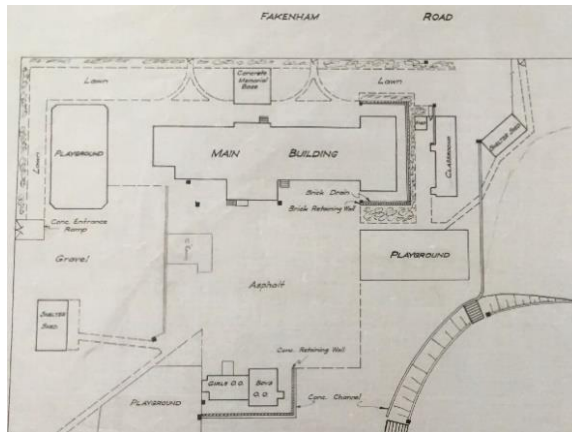 FAKENHAM ROAD
Lawn
Concrete
Memorial
Base
Lawn
PLAYGROUND
MAIN BUILDING
CLASSROOM
SHELTER SHED
Lawn
Brick Drain
Brick Retaining Wall
Conc. Entrance
Ramp
Gravel
PLAYGROUND
Asphalt
SHELTER
SHED
Conc. Retaining Wall
GIRLS O.O.
BOYS
O.O.
PLAYGROUND
Conc. Channel